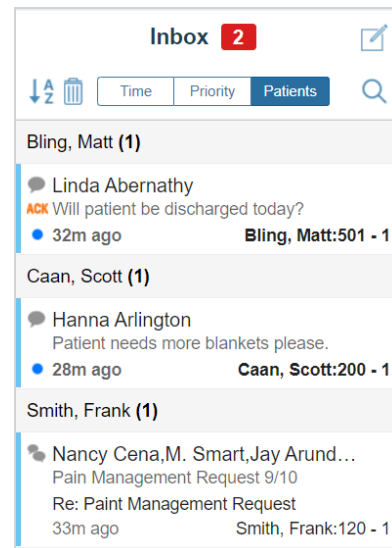 Inbox 2
Time Priority Patients
Bling, Matt (1)
Linda Abernathy
ACK Will patient be discharged today?
32m ago Bling, Matt:501 - 1
Caan, Scott (1)
Hanna Arlington
Patient needs more blankets please.
28m ago Caan, Scott:200 - 1
Smith, Frank (1)
Nancy Cena,M. Smart,Jay Arund…
Pain Management Request 9/10
Re: Paint Management Request
33m ago Smith, Frank:120 - 1